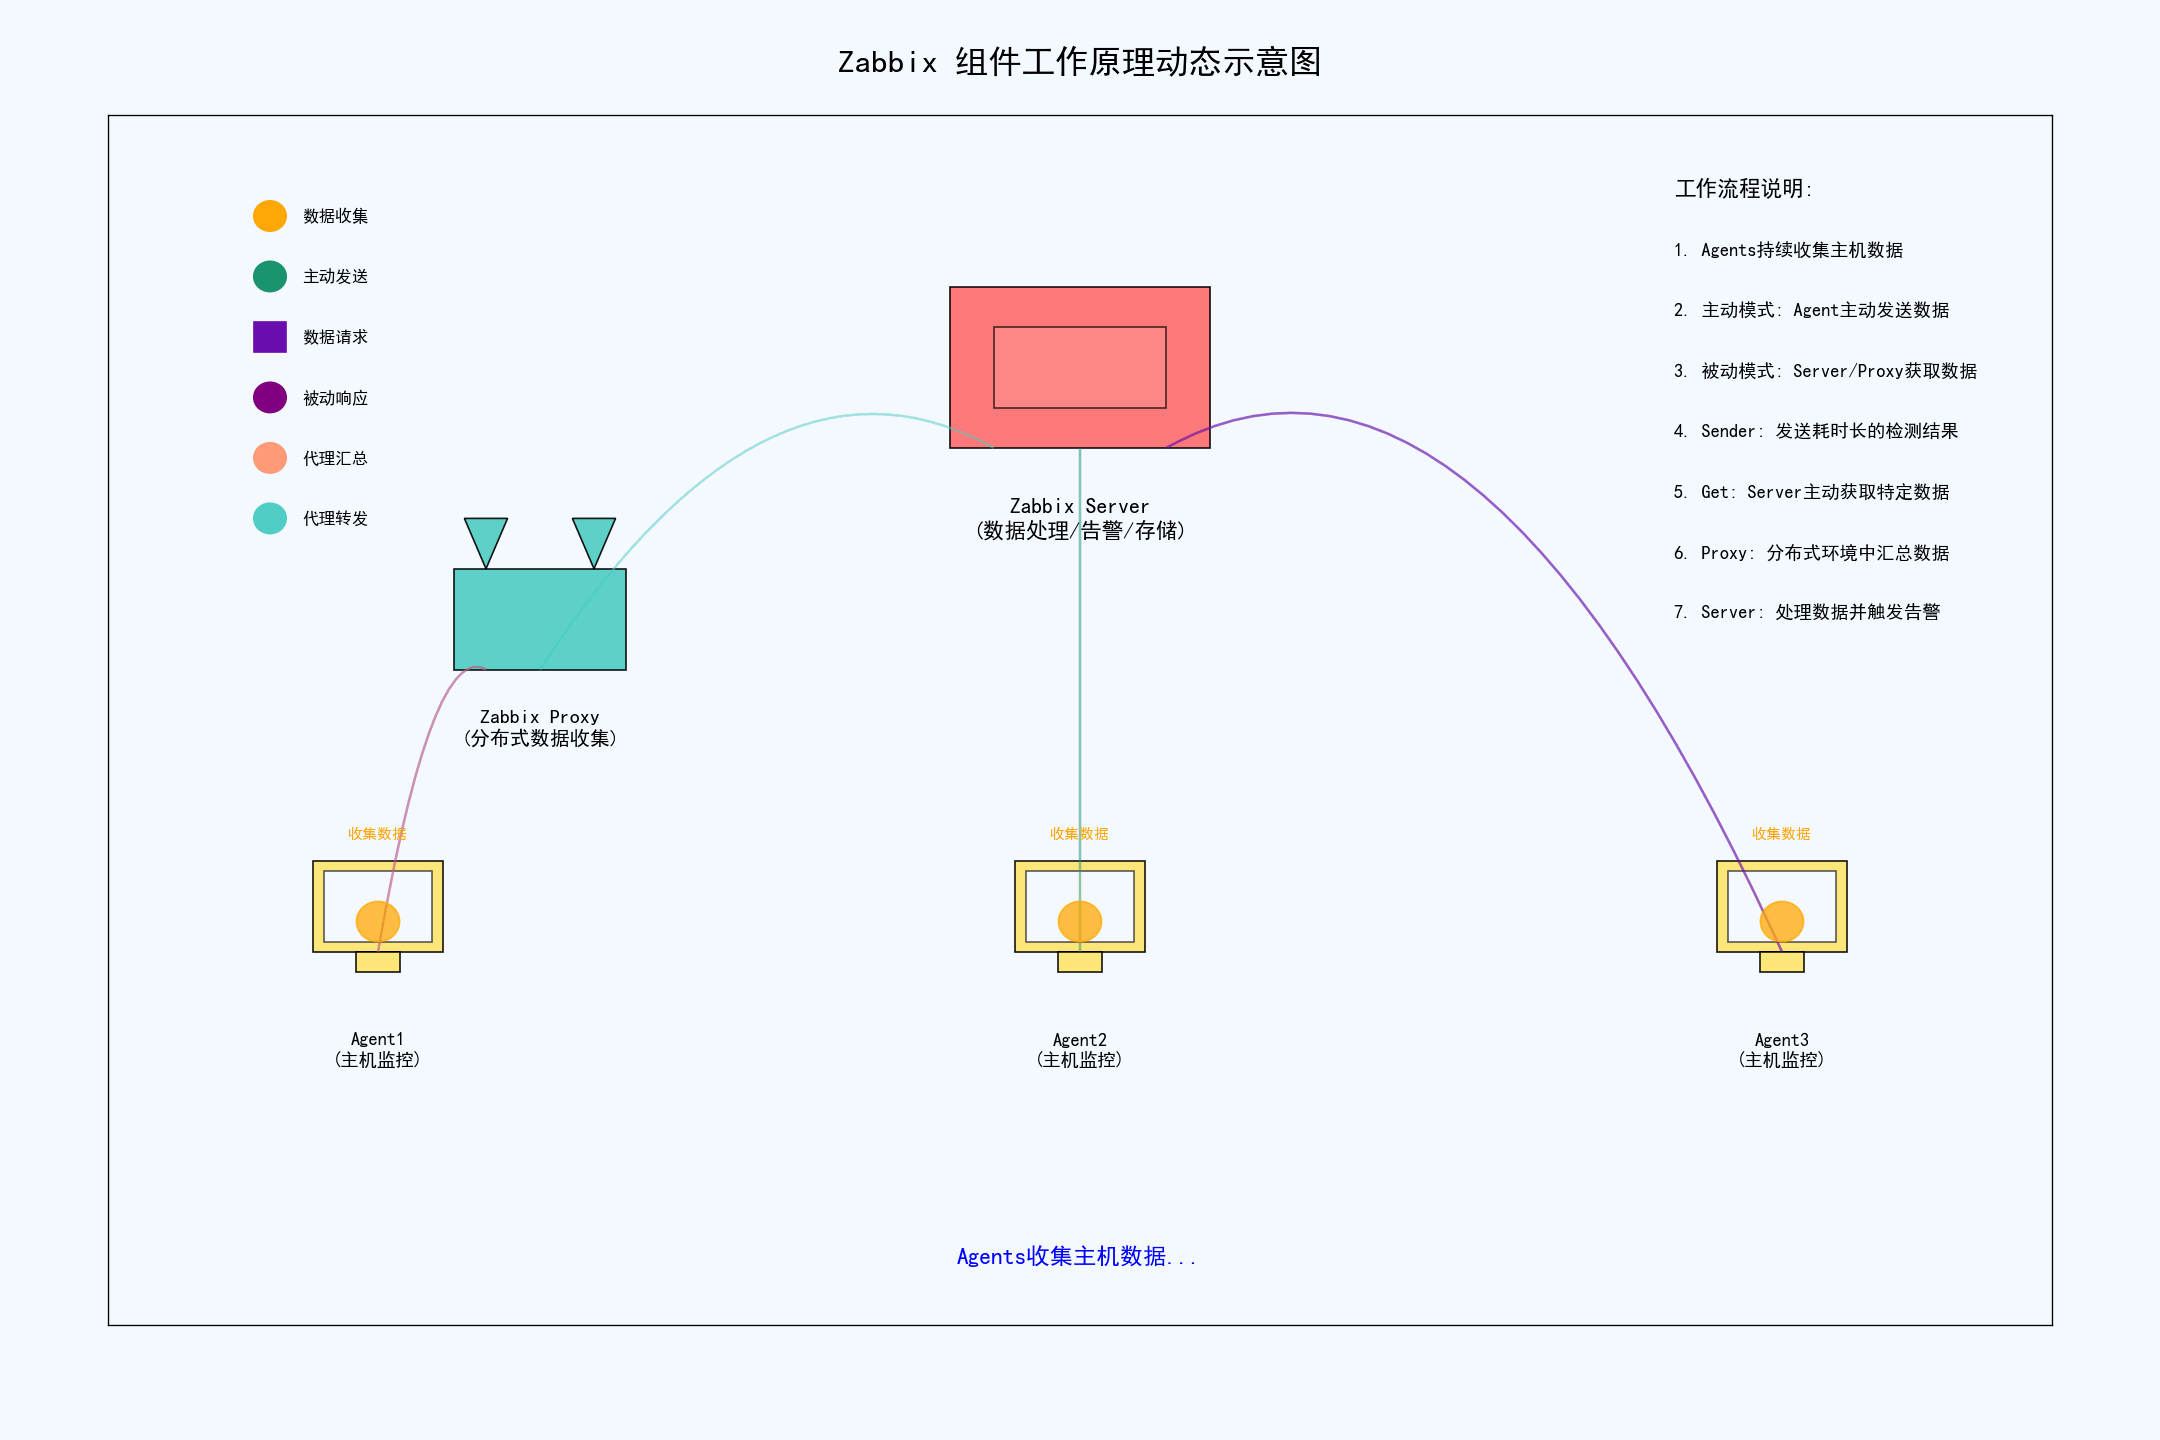 Zabbix 组件工作原理动态示意图
数据收集
主动发送
数据请求
被动响应
代理汇总
代理转发
工作流程说明:
1. Agents持续收集主机数据
2. 主动模式: Agent主动发送数据
3. 被动模式: Server/Proxy获取数据
4. Sender: 发送耗时长的检测结果
5. Get: Server主动获取特定数据
6. Proxy: 分布式环境中汇总数据
7. Server: 处理数据并触发告警
Zabbix Server
(数据处理/告警/存储)
Zabbix Proxy
(分布式数据收集)
收集数据
收集数据
收集数据
Agent1
(主机监控)
Agent2
(主机监控)
Agent3
(主机监控)
Agents收集主机数据...